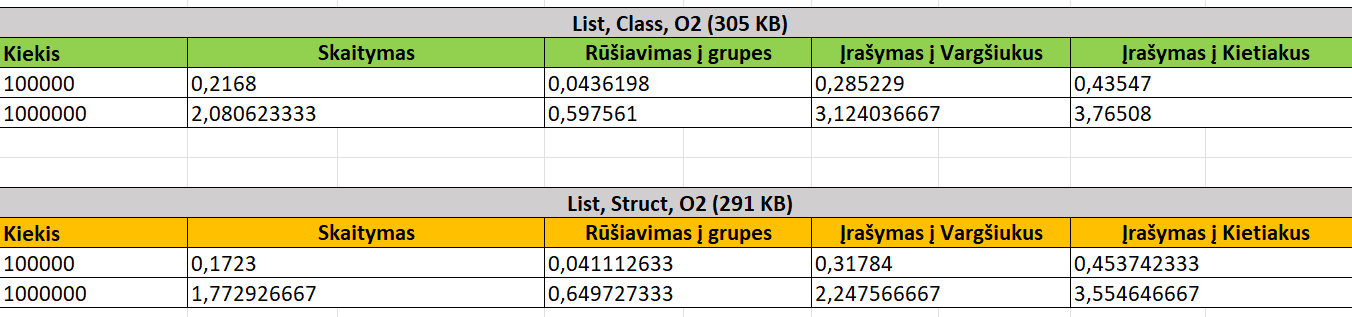 List, Class, O2 (305 KB)
Kiekis Skaitymas Rūšiavimas į grupes Įrašymas į Vargšiukus Įrašymas į Kietiakus
100000 0,2168 0,0436198 0,285229 0,43547
1000000 2,080623333 0,597561 3,124036667 3,76508
List, Struct, O2 (291 KB)
Kiekis Skaitymas Rūšiavimas į grupes Įrašymas į Vargšiukus Įrašymas į Kietiakus
100000 0,1723 0,041112633 0,31784 0,453742333
1000000 1,772926667 0,649727333 2,247566667 3,554646667